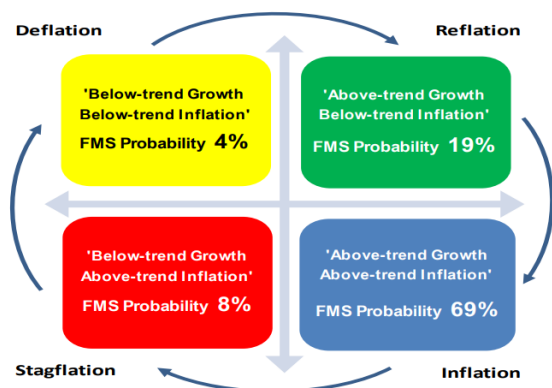 Deflation
Reflation
'Below-trend Growth
Below-trend Inflation'
FMS Probability 4%
'Above-trend Growth
Below-trend Inflation'
FMS Probability 19%
'Below-trend Growth
Above-trend Inflation'
FMS Probability 8%
'Above-trend Growth
Above-trend Inflation'
FMS Probability 69%
Stagflation
Inflation